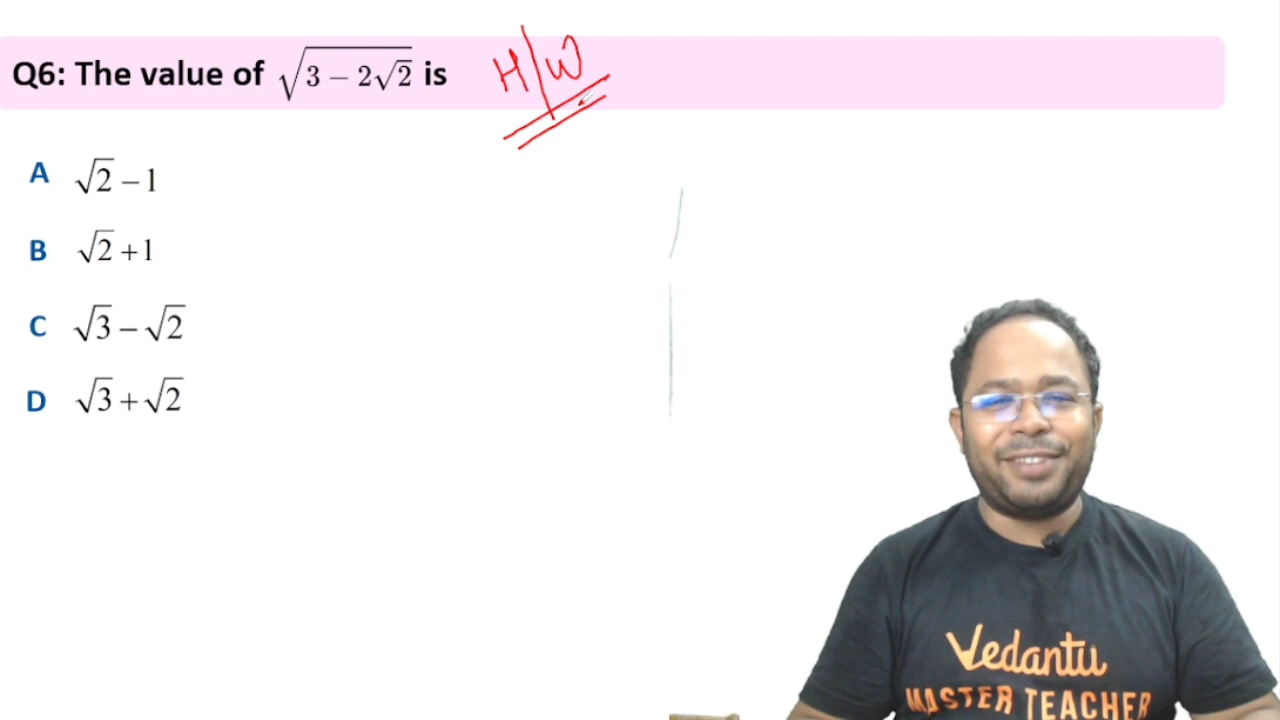 Q6: The value of √(3 − 2√2) is H/W
A √2 − 1
B √2 + 1
C √3 − √2
D √3 + √2
Vedantu
MASTER TEACHER